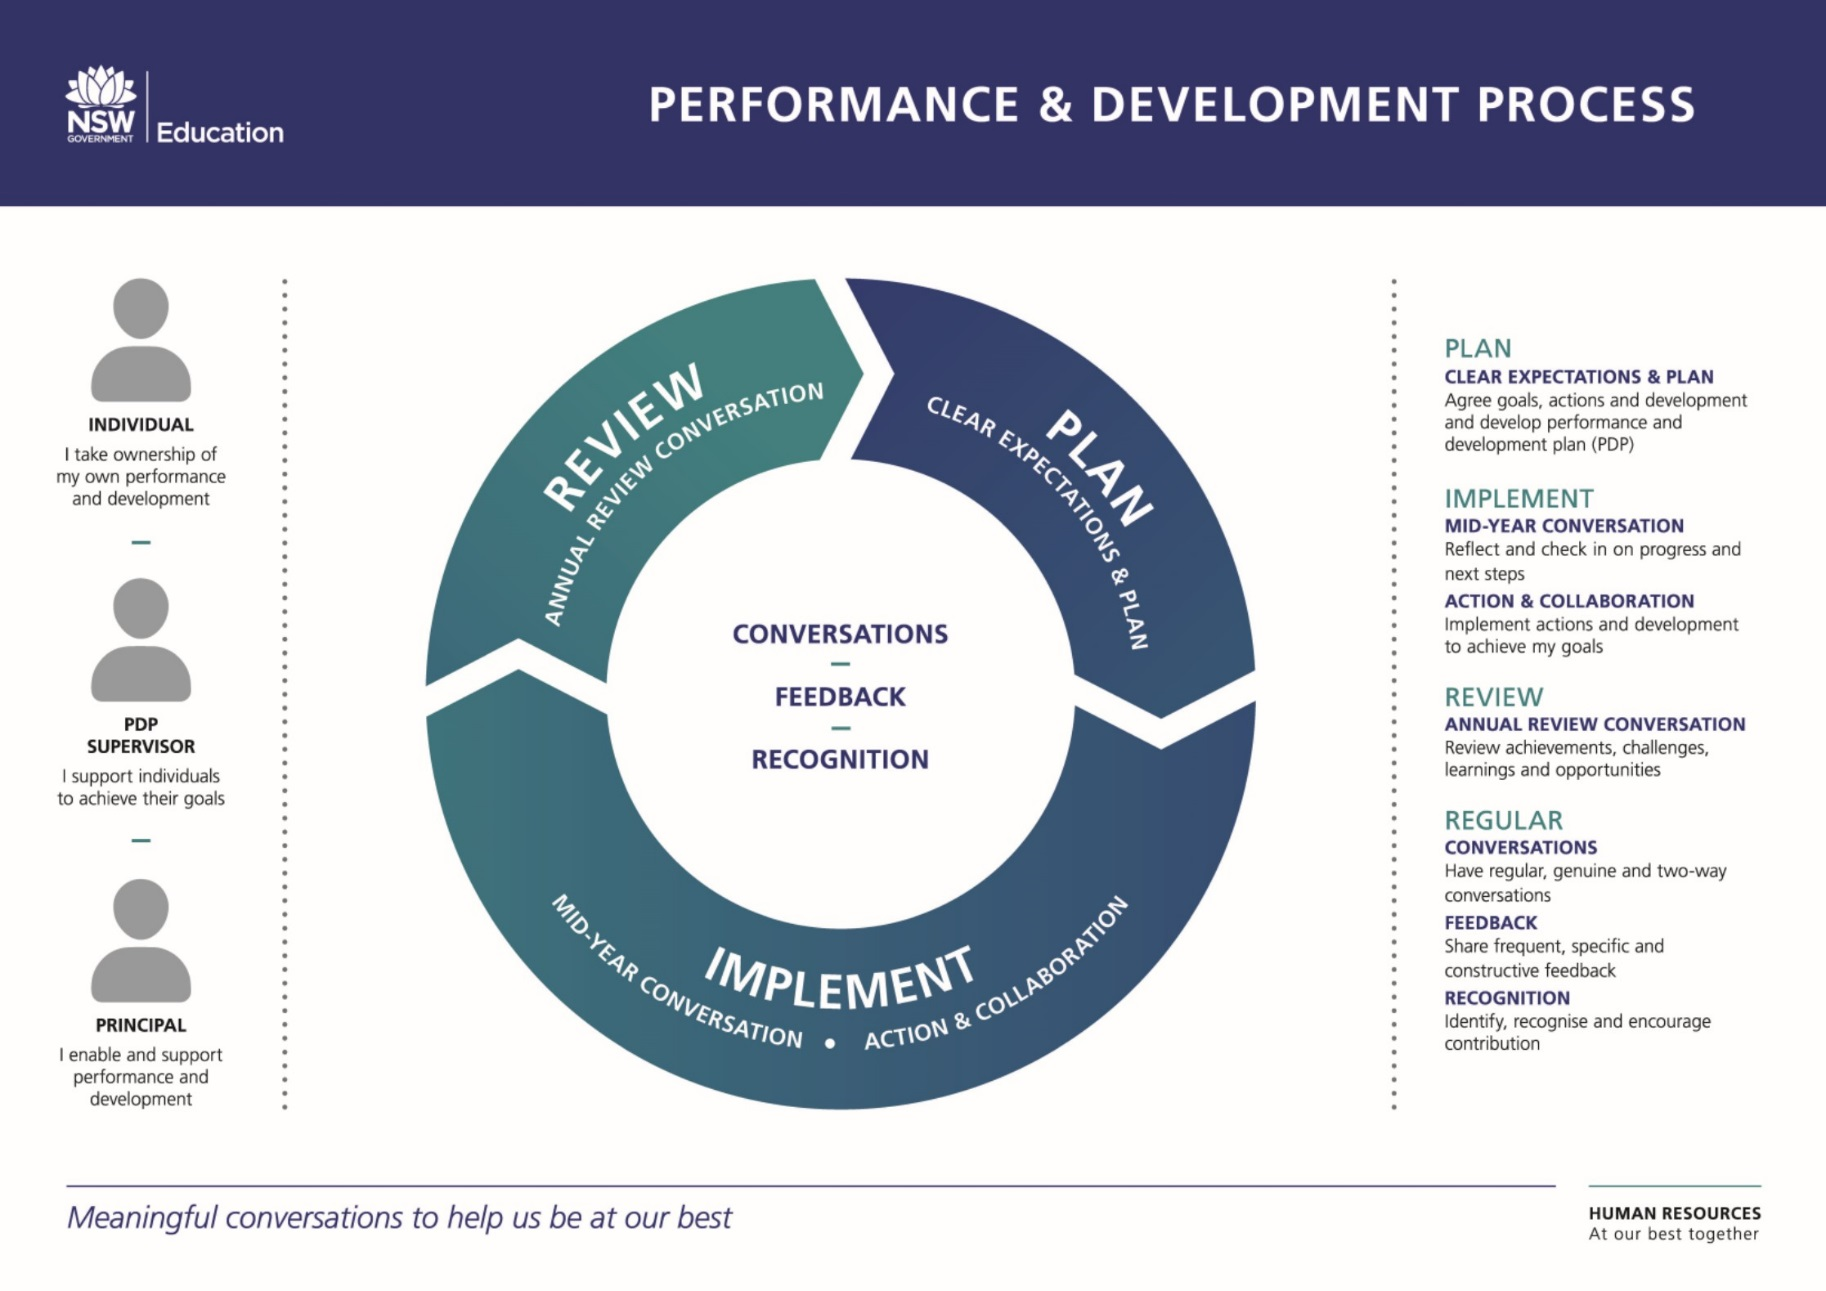 NSW
GOVERNMENT
Education
PERFORMANCE & DEVELOPMENT PROCESS
INDIVIDUAL
I take ownership of
my own performance
and development
PDP
SUPERVISOR
I support individuals
to achieve their goals
PRINCIPAL
I enable and support
performance and
development
REVIEW
ANNUAL REVIEW CONVERSATION
PLAN
CLEAR EXPECTATIONS & PLAN
CONVERSATIONS
FEEDBACK
RECOGNITION
IMPLEMENT
MID-YEAR CONVERSATION • ACTION & COLLABORATION
PLAN
CLEAR EXPECTATIONS & PLAN
Agree goals, actions and development
and develop performance and
development plan (PDP)
IMPLEMENT
MID-YEAR CONVERSATION
Reflect and check in on progress and
next steps
ACTION & COLLABORATION
Implement actions and development
to achieve my goals
REVIEW
ANNUAL REVIEW CONVERSATION
Review achievements, challenges,
learnings and opportunities
REGULAR
CONVERSATIONS
Have regular, genuine and two-way
conversations
FEEDBACK
Share frequent, specific and
constructive feedback
RECOGNITION
Identify, recognise and encourage
contribution
Meaningful conversations to help us be at our best
HUMAN RESOURCES
At our best together